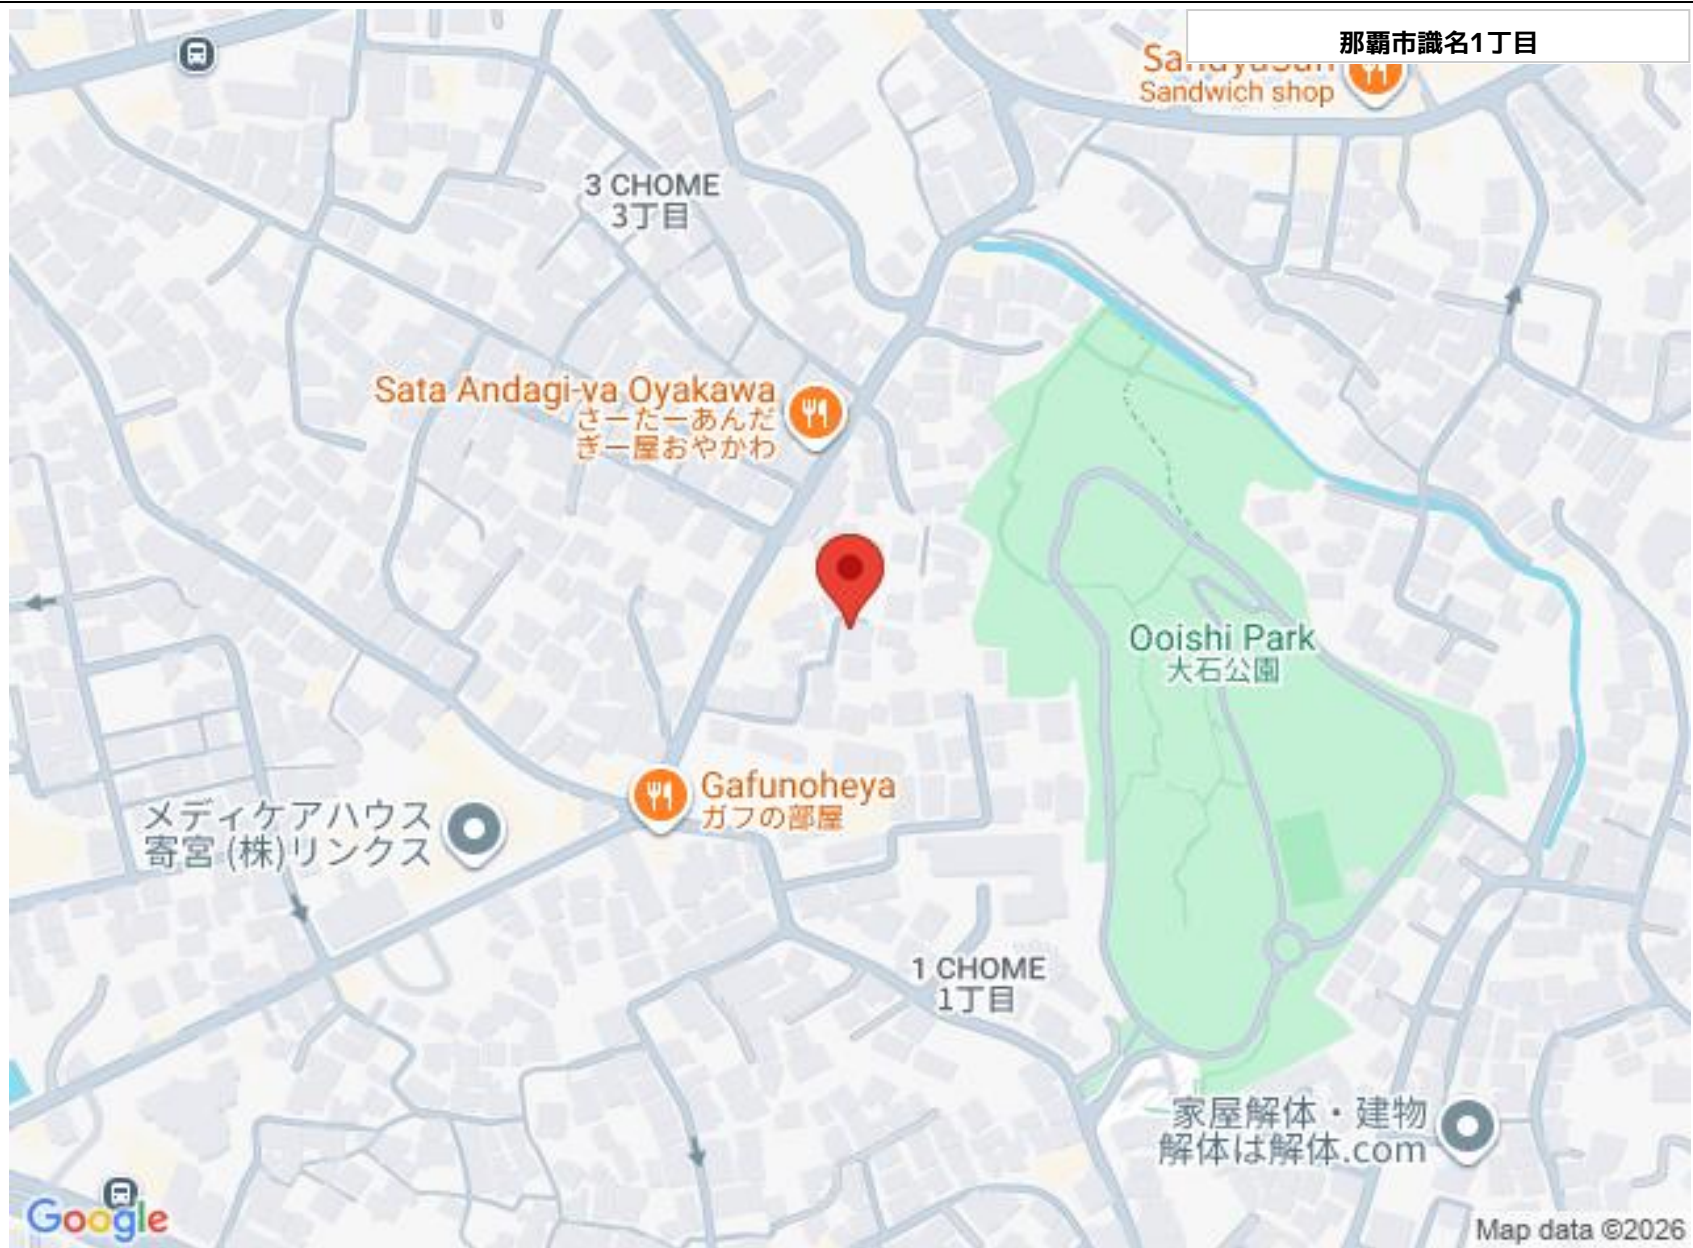 那覇市識名1丁目
Sandwich shop
3 CHOME
3丁目
Sata Andagi-ya Oyakawa
さーたーあんだ
ぎー屋おやかわ
Ooishi Park
大石公園
Gafunoheya
ガフの部屋
メディケアハウス
寄宮 (株)リンクス
1 CHOME
1丁目
家屋解体・建物
解体は解体.com
Google
Map data ©2026